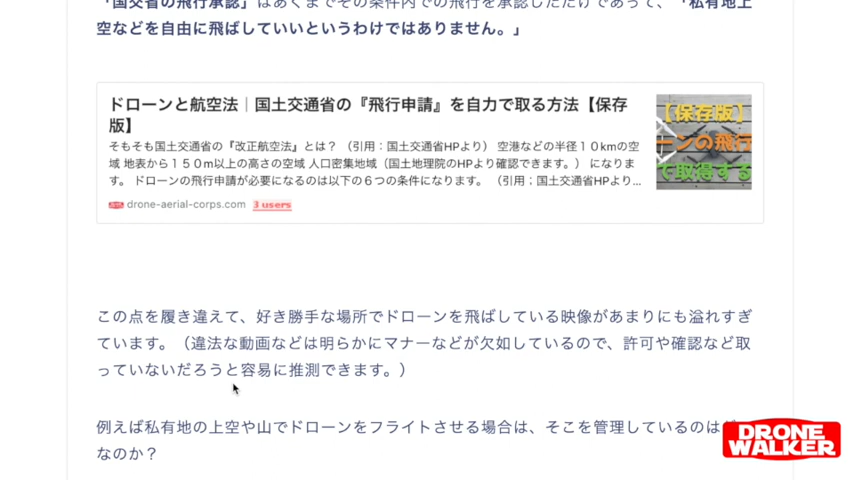 「国交省の飛行承認」はあくまでその条件内での飛行を承認しただけであって、「私有地上
空などを自由に飛ばしていいというわけではありません。」
ドローンと航空法｜国土交通省の『飛行申請』を自力で取る方法【保存
版】
そもそも国土交通省の『改正航空法』とは？ （引用：国土交通省HPより） 空港などの半径１０kmの空
域 地表から１５０m以上の高さの空域 人口密集地域（国土地理院のHPより確認できます。） になりま
す。 ドローンの飛行申請が必要になるのは以下の６つの条件になります。 （引用：国土交通省HPより...
drone-aerial-corps.com 3 users
【保存版】
ーンの飛行
で取得する
この点を履き違えて、好き勝手な場所でドローンを飛ばしている映像があまりにも溢れすぎ
ています。（違法な動画などは明らかにマナーなどが欠如しているので、許可や確認など取
っていないだろうと容易に推測できます。）
例えば私有地の上空や山でドローンをフライトさせる場合は、そこを管理しているのは
なのか？
DRONE
WALKER